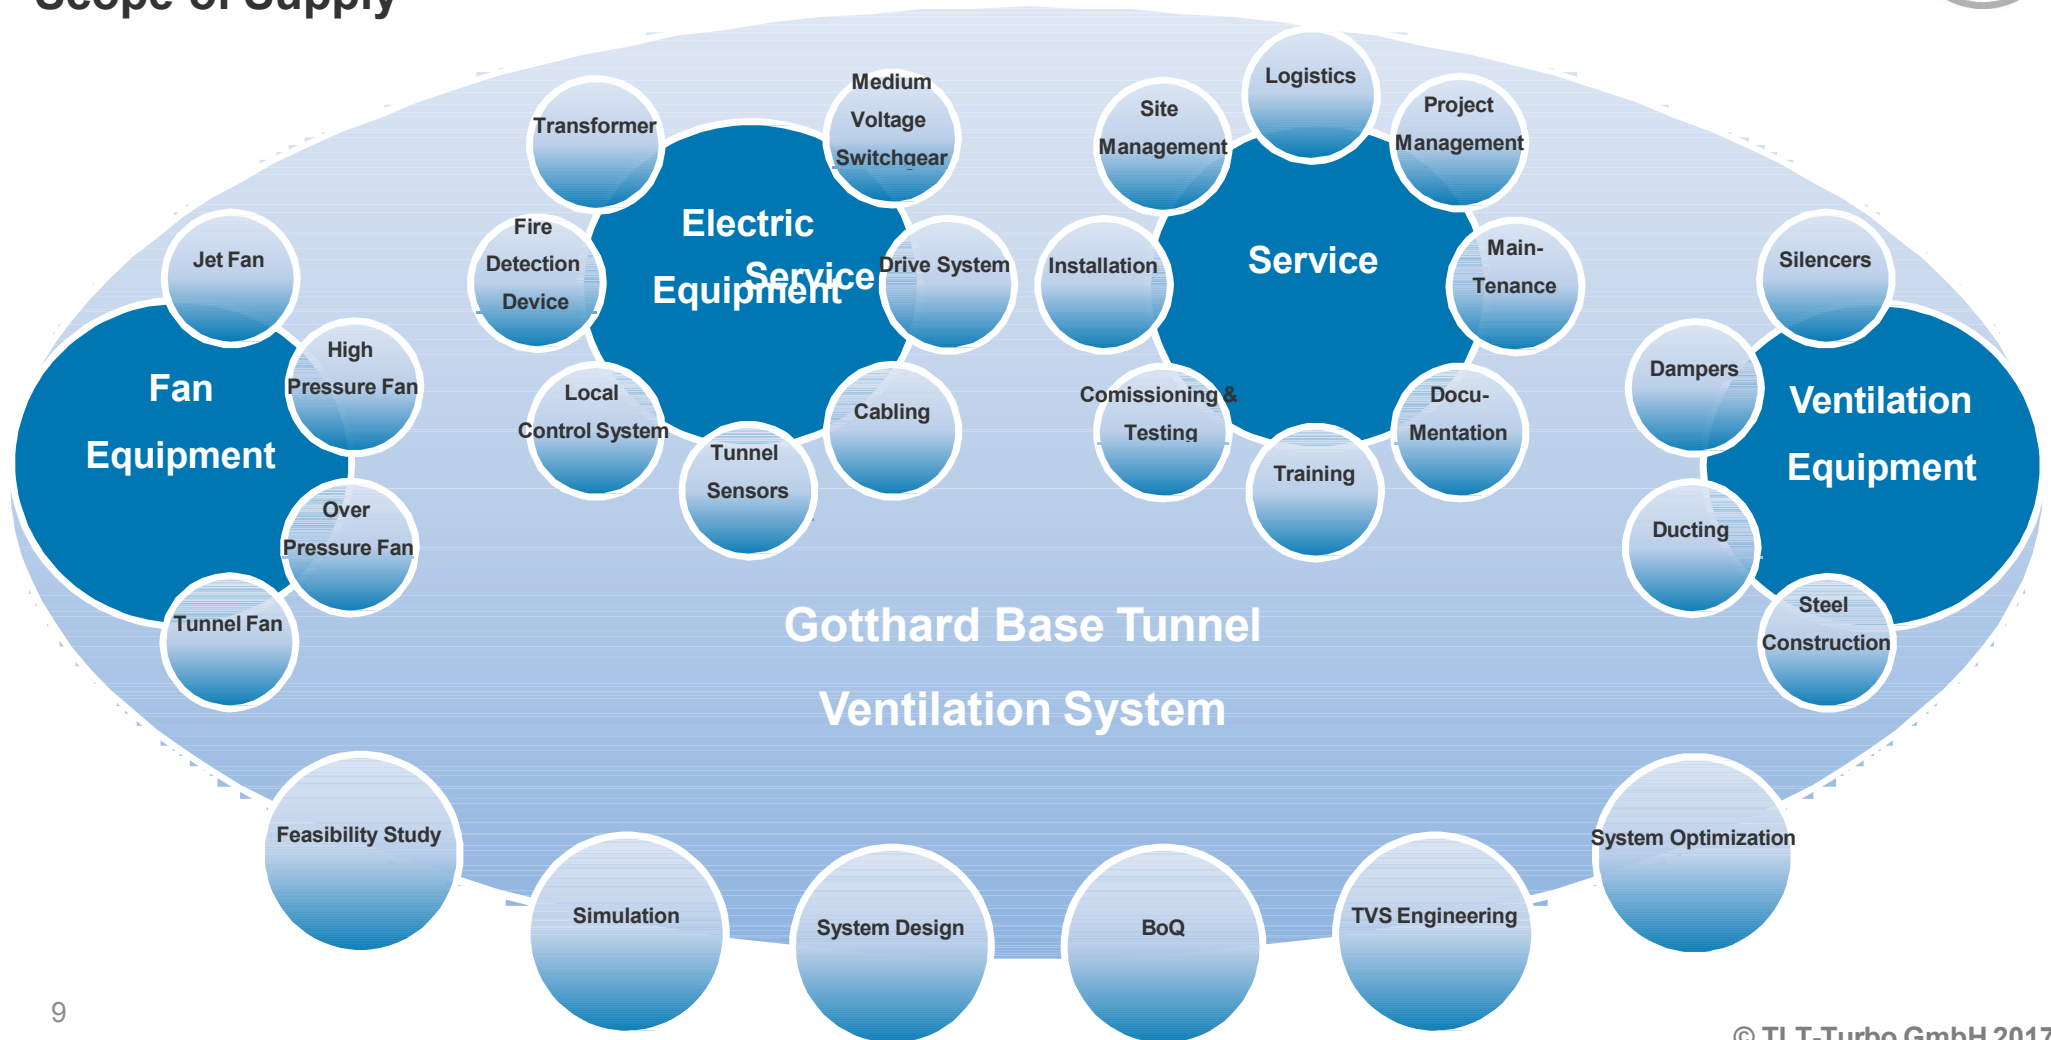 Scope of Supply
Logistics
Medium
Voltage
Switchgear
Transformer
Site
Management
Project
Management
Electric
Equipment
Service
Service
Fire
Detection
Device
Drive System
Installation
Main-
Tenance
Jet Fan
Silencers
High
Pressure Fan
Fan
Equipment
Local
Control System
Cabling
Tunnel
Sensors
Comissioning &
Testing
Docu-
Mentation
Training
Dampers
Ventilation
Equipment
Over
Pressure Fan
Ducting
Tunnel Fan
Steel
Construction
Gotthard Base Tunnel
Ventilation System
Feasibility Study
Simulation
System Design
BoQ
TVS Engineering
System Optimization
9
© TLT-Turbo GmbH 2017